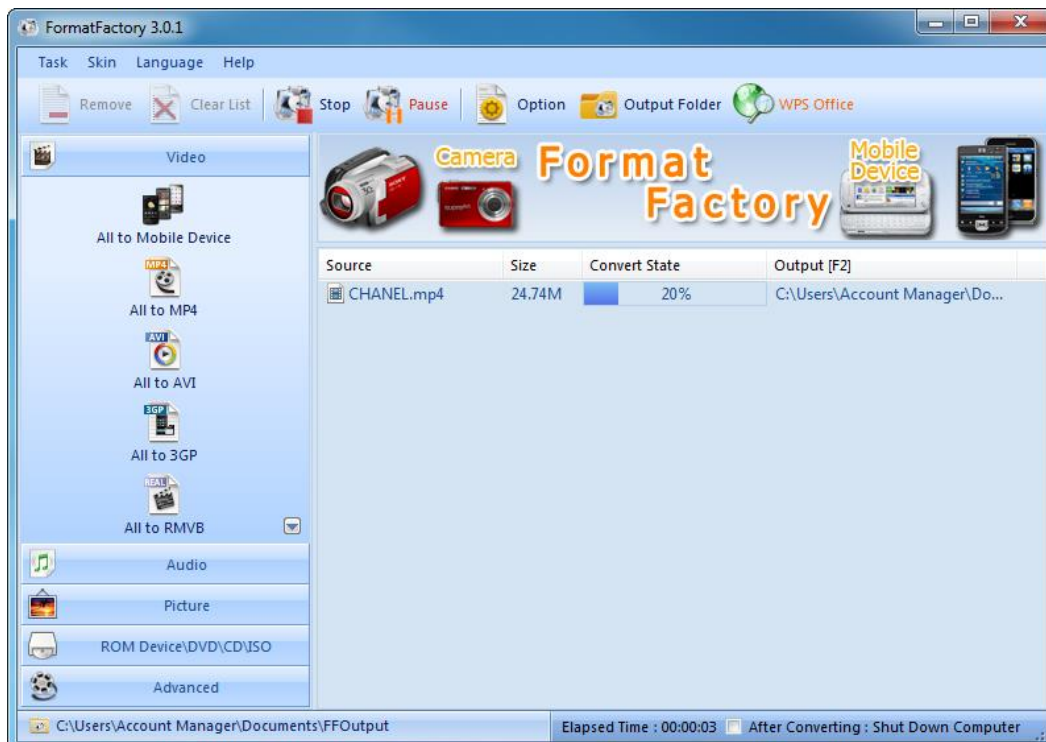 FormatFactory 3.0.1
Task Skin Language Help
Remove Clear List Stop Pause Option Output Folder WPS Office
Video
All to Mobile Device
MP4
All to MP4
AVI
All to AVI
3GP
All to 3GP
REAL
All to RMVB
Audio
Picture
ROM Device\DVD\CD\ISO
Advanced
Camera Format Factory Mobile Device
SONY
Source Size Convert State Output [F2]
CHANEL.mp4 24.74M 20% C:\Users\Account Manager\Do...
C:\Users\Account Manager\Documents\FFOutput Elapsed Time : 00:00:03 After Converting : Shut Down Computer